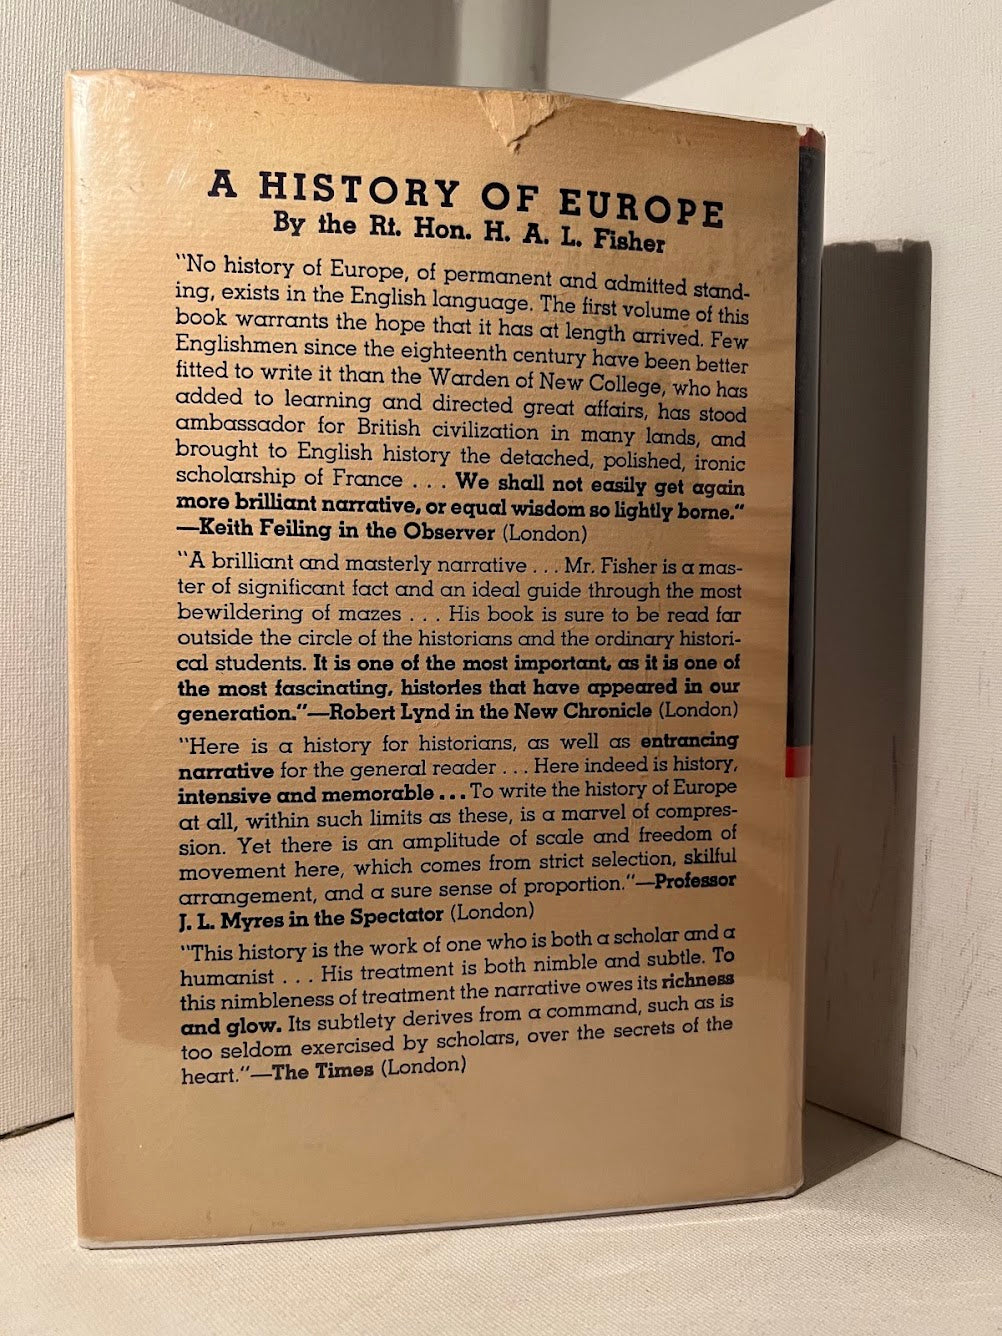 A HISTORY OF EUROPE
By the Rt. Hon. H. A. L. Fisher
"No history of Europe, of permanent and admitted stand-
ing, exists in the English language. The first volume of this
book warrants the hope that it has at length arrived. Few
Englishmen since the eighteenth century have been better
fitted to write it than the Warden of New College, who has
added to learning and directed great affairs, has stood
ambassador for British civilization in many lands, and
brought to English history the detached, polished, ironic
scholarship of France . . . We shall not easily get again
more brilliant narrative, or equal wisdom so lightly borne."
—Keith Feiling in the Observer (London)
"A brilliant and masterly narrative . . . Mr. Fisher is a mas-
ter of significant fact and an ideal guide through the most
bewildering of mazes . . . His book is sure to be read far
outside the circle of the historians and the ordinary histori-
cal students. It is one of the most important, as it is one of
the most fascinating, histories that have appeared in our
generation."—Robert Lynd in the New Chronicle (London)
"Here is a history for historians, as well as entrancing
narrative for the general reader . . . Here indeed is history,
intensive and memorable . . . To write the history of Europe
at all, within such limits as these, is a marvel of compres-
sion. Yet there is an amplitude of scale and freedom of
movement here, which comes from strict selection, skilful
arrangement, and a sure sense of proportion."—Professor
J. L. Myres in the Spectator (London)
"This history is the work of one who is both a scholar and a
humanist . . . His treatment is both nimble and subtle. To
this nimbleness of treatment the narrative owes its richness
and glow. Its subtlety derives from a command, such as is
too seldom exercised by scholars, over the secrets of the
heart."—The Times (London)